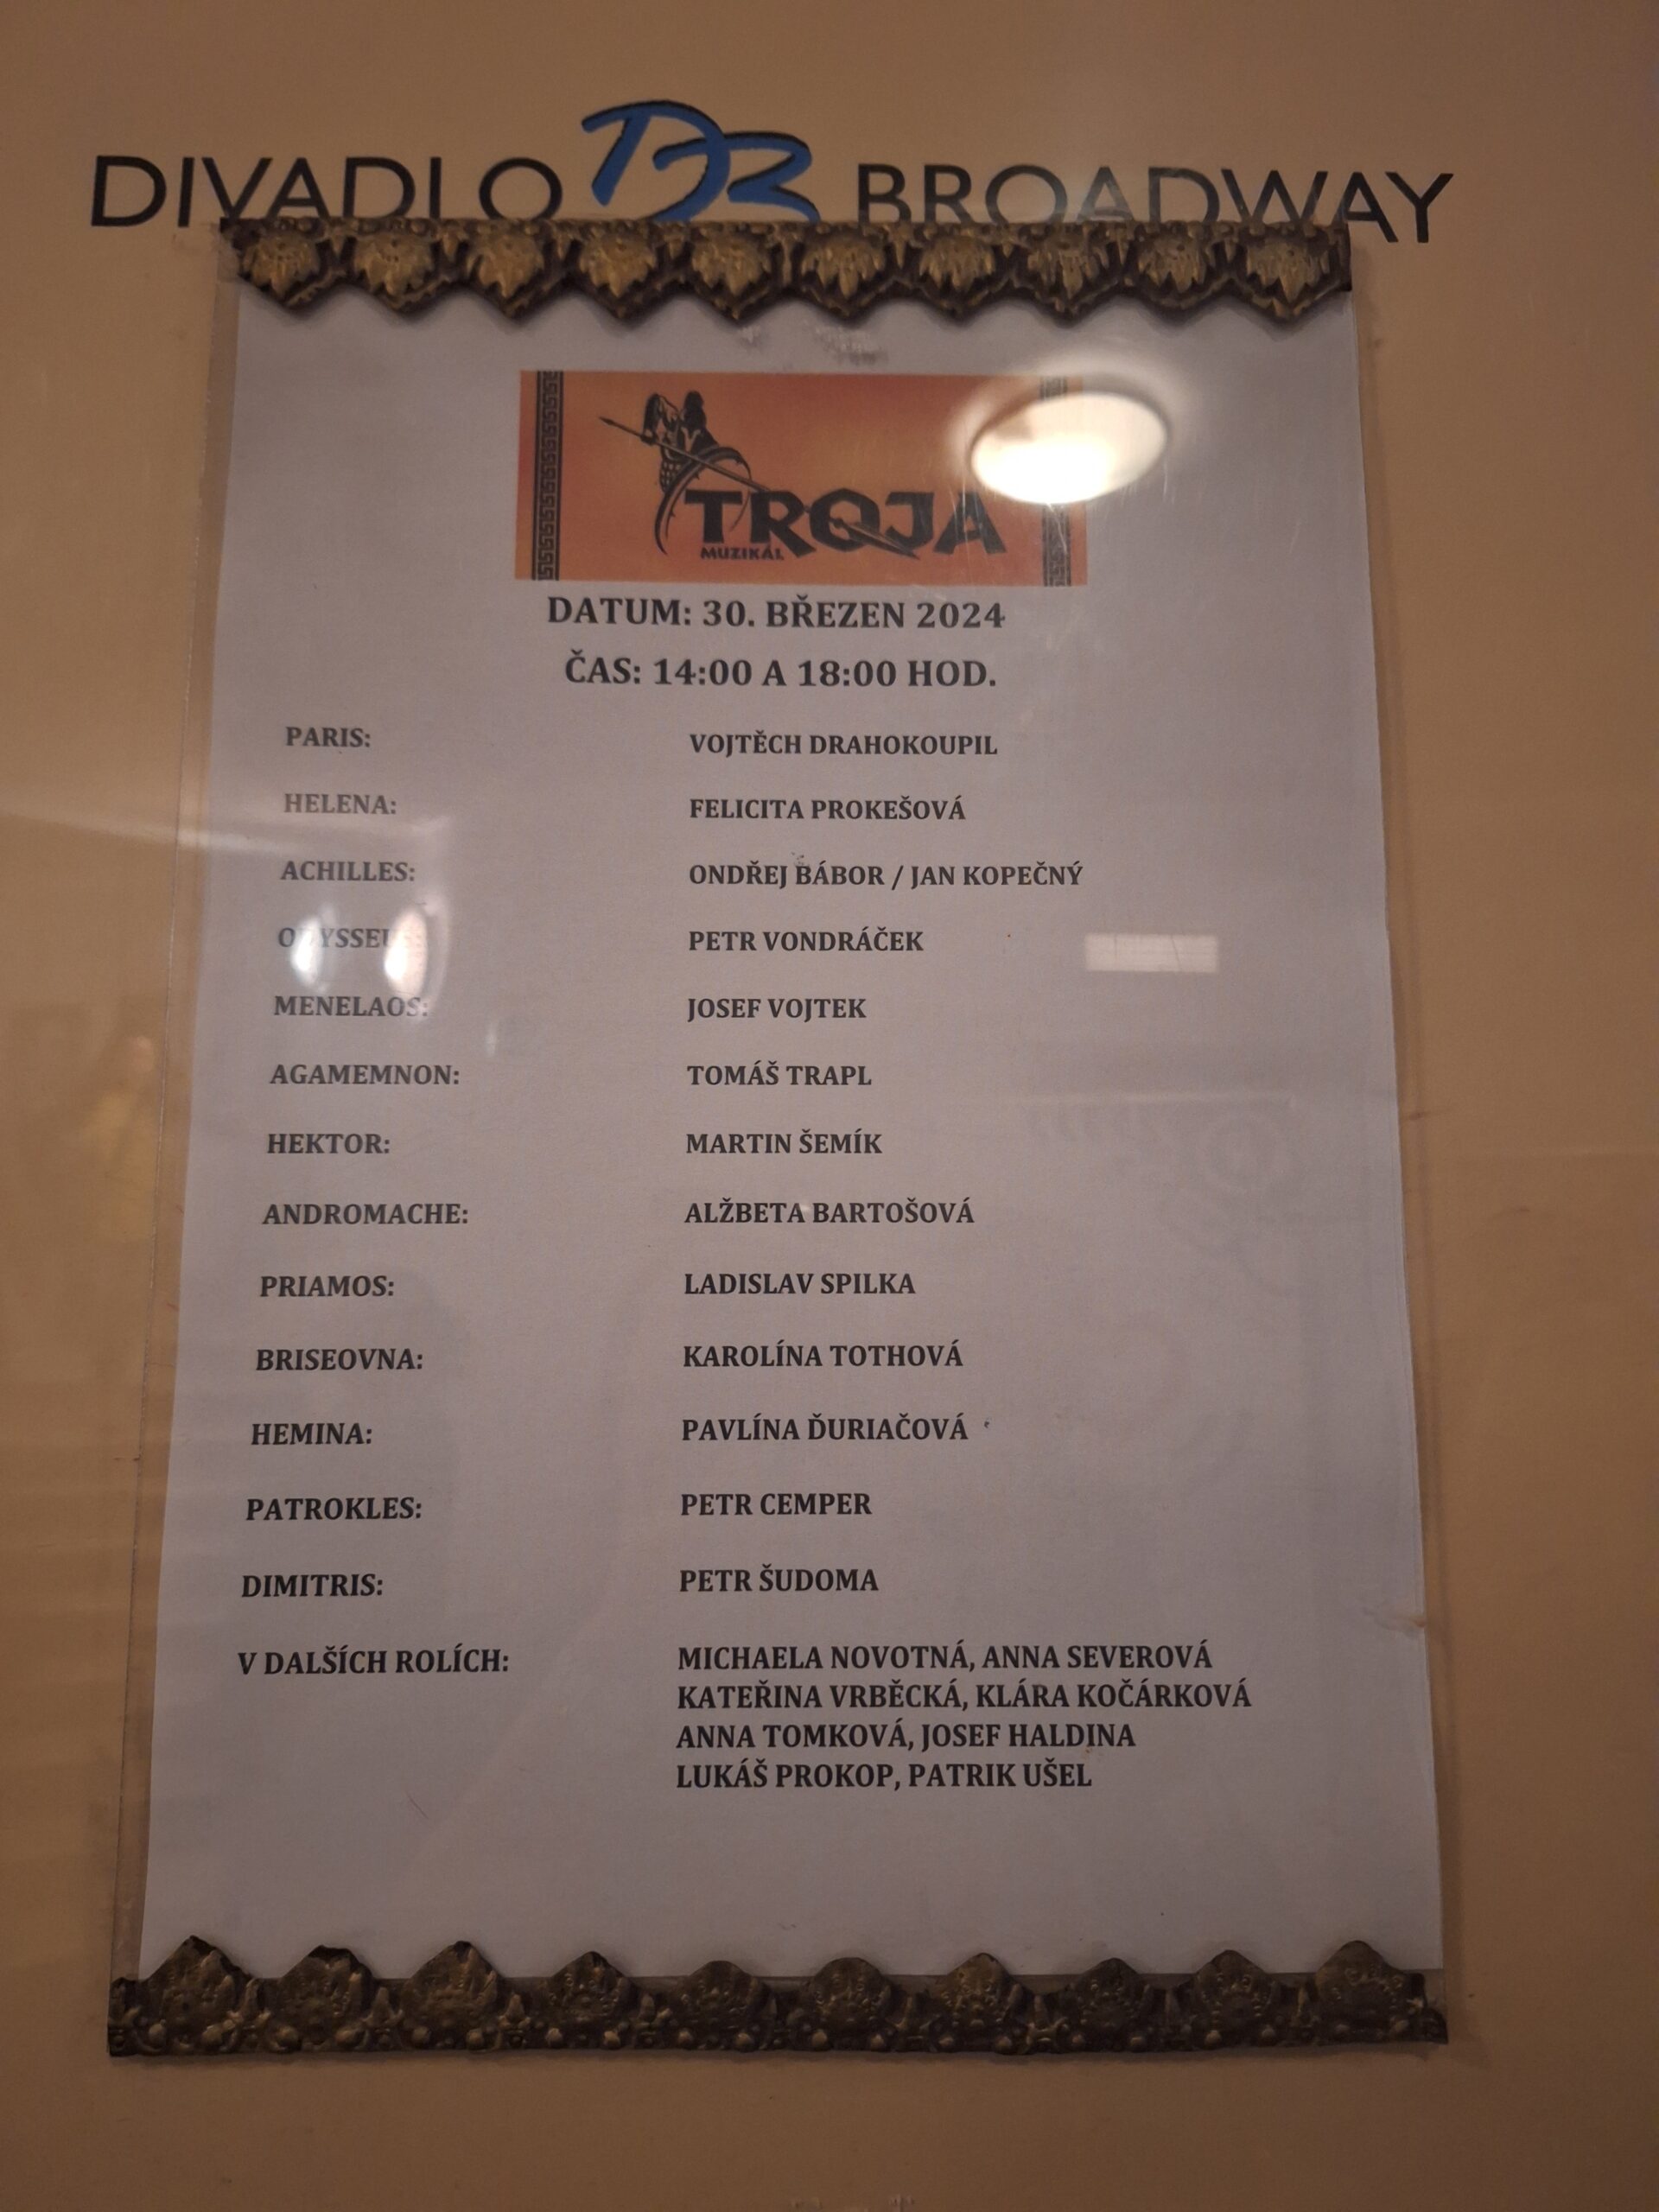 DIVADLO DB BROADWAY
TROJA
MUZIKÁL
DATUM: 30. BŘEZEN 2024
ČAS: 14:00 A 18:00 HOD.
PARIS: VOJTĚCH DRAHOKOUPIL
HELENA: FELICITA PROKEŠOVÁ
ACHILLES: ONDŘEJ BÁBOR / JAN KOPEČNÝ
ODYSSEUS: PETR VONDRÁČEK
MENELAOS: JOSEF VOJTEK
AGAMEMNON: TOMÁŠ TRAPL
HEKTOR: MARTIN ŠEMÍK
ANDROMACHE: ALŽBETA BARTOŠOVÁ
PRIAMOS: LADISLAV SPILKA
BRISEOVNA: KAROLÍNA TOTHOVÁ
HEMINA: PAVLÍNA ĎURIAČOVÁ
PATROKLES: PETR CEMPER
DIMITRIS: PETR ŠUDOMA
V DALŠÍCH ROLÍCH: MICHAELA NOVOTNÁ, ANNA SEVEROVÁ
KATEŘINA VRBĚCKÁ, KLÁRA KOČÁRKOVÁ
ANNA TOMKOVÁ, JOSEF HALDINA
LUKÁŠ PROKOP, PATRIK UŠEL